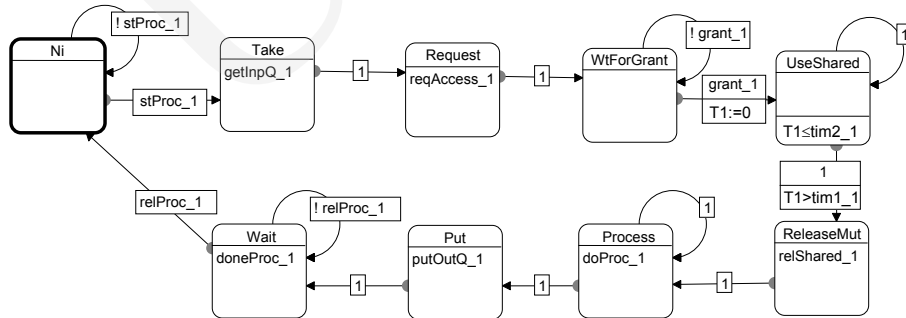 ! stProc_1
Ni
Take
getInpQ_1
stProc_1
1
Request
reqAccess_1
1
! grant_1
WtForGrant
grant_1
T1:=0
1
UseShared
T1≤tim2_1
1
T1>tim1_1
relProc_1
! relProc_1
Wait
doneProc_1
1
Put
putOutQ_1
1
1
Process
doProc_1
1
ReleaseMut
relShared_1